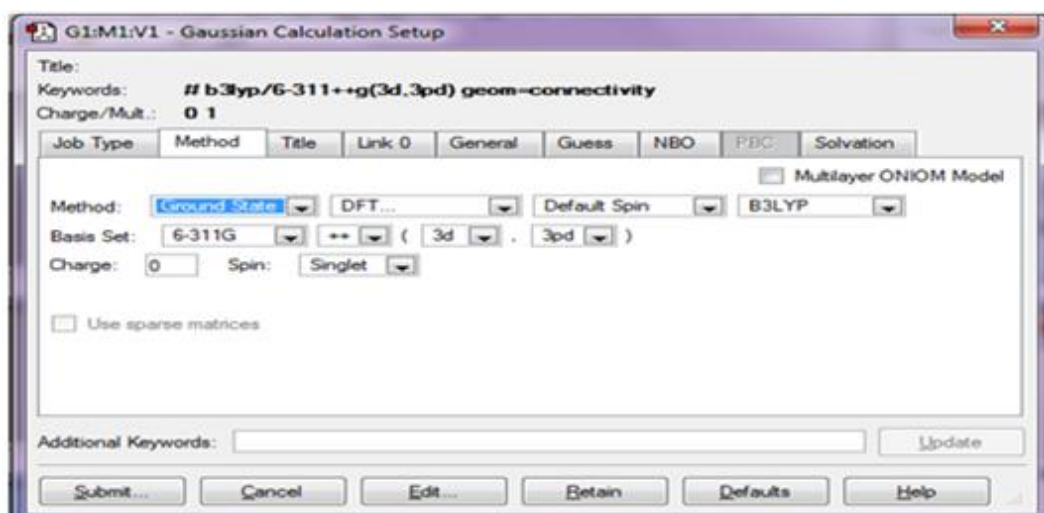 G1:M1:V1 - Gaussian Calculation Setup
Title:
Keywords: # b3lyp/6-311++g(3d,3pd) geom=connectivity
Charge/Mult.: 0 1
Job Type Method Title Link 0 General Guess NBO PBC Solvation
Multilayer ONIOM Model
Method: Ground State DFT... Default Spin B3LYP
Basis Set: 6-311G ++ ( 3d , 3pd )
Charge: 0 Spin: Singlet
Use sparse matrices
Additional Keywords: Update
Submit... Cancel Edit... Retain Defaults Help